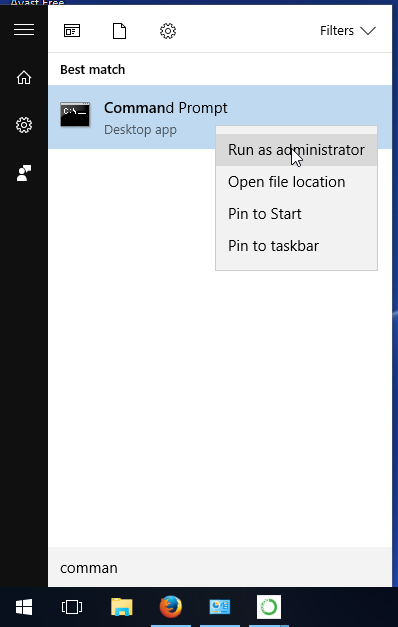 Avast Free
Filters
Best match
Command Prompt
Desktop app
Run as administrator
Open file location
Pin to Start
Pin to taskbar
comman